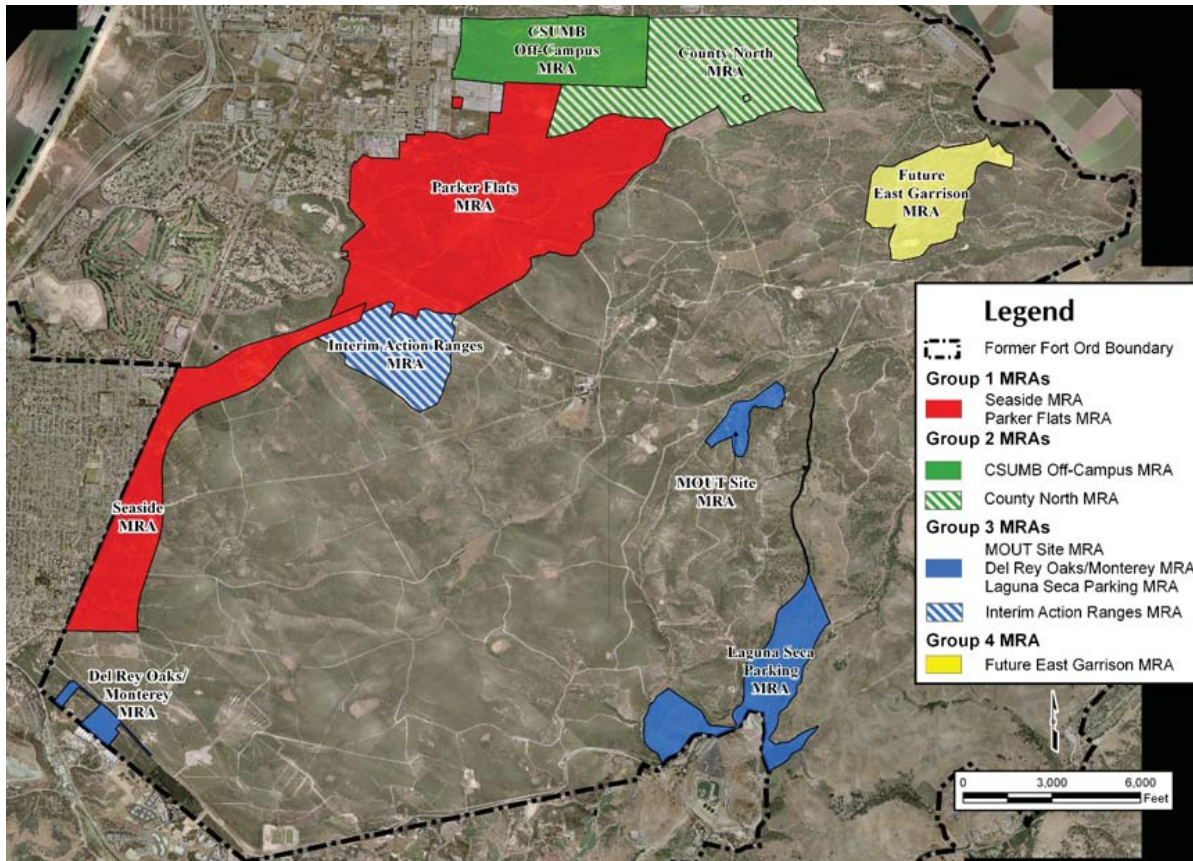 CSUMB
Off-Campus
MRA
County North
MRA
Parker Flats
MRA
Future
East Garrison
MRA
Interim Action Ranges
MRA
MOUT Site
MRA
Seaside
MRA
Laguna Seca
Parking
MRA
Del Rey Oaks/
Monterey
MRA
Legend
Former Fort Ord Boundary
Group 1 MRAs
Seaside MRA
Parker Flats MRA
Group 2 MRAs
CSUMB Off-Campus MRA
County North MRA
Group 3 MRAs
MOUT Site MRA
Del Rey Oaks/Monterey MRA
Laguna Seca Parking MRA
Interim Action Ranges MRA
Group 4 MRA
Future East Garrison MRA
0 3,000 6,000
Feet